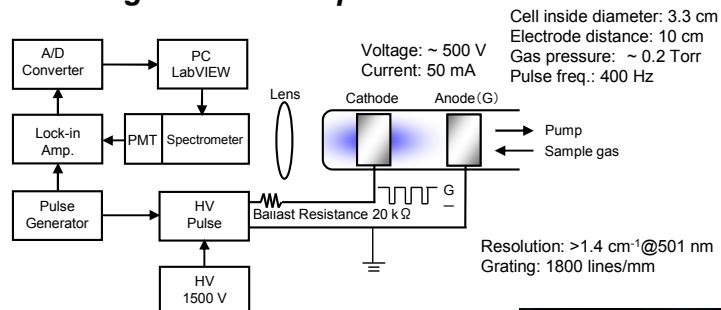 Cell inside diameter: 3.3 cm
Electrode distance: 10 cm
Gas pressure: ~ 0.2 Torr
Pulse freq.: 400 Hz
Voltage: ~ 500 V
Current: 50 mA
A/D
Converter
PC
LabVIEW
Lens
Cathode
Anode(G)
Lock-in
Amp.
PMT
Spectrometer
Pump
Sample gas
Pulse
Generator
HV
Pulse
G
Ballast Resistance 20 kΩ
HV
1500 V
Resolution: >1.4 cm⁻¹@501 nm
Grating: 1800 lines/mm